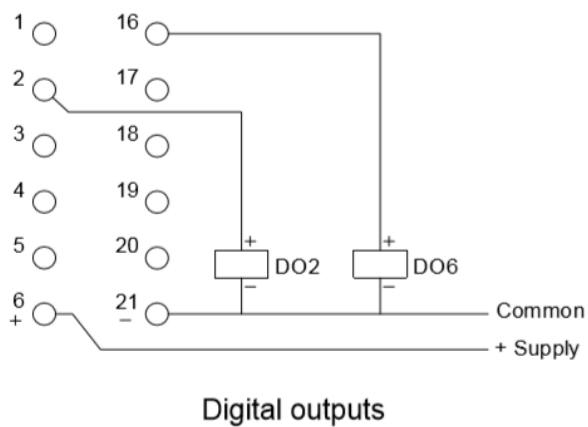 1 16
2 17
3 18
4 19
5 20
+ + 
DO2 DO6
− −
6 21
+ − Common
+ Supply
Digital outputs